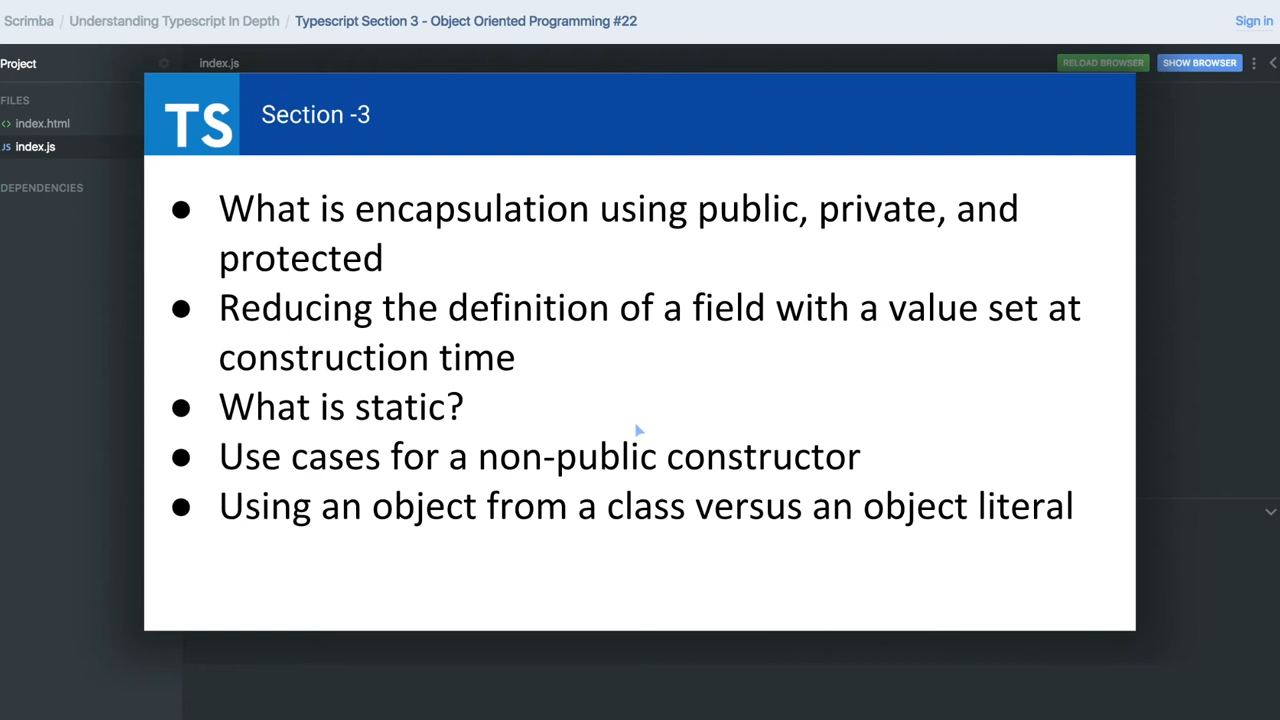 Scrimba / Understanding Typescript In Depth / Typescript Section 3 - Object Oriented Programming #22
Sign in
Project
index.js
RELOAD BROWSER
SHOW BROWSER
FILES
<> index.html
JS index.js
DEPENDENCIES
TS
Section -3
● What is encapsulation using public, private, and
protected
● Reducing the definition of a field with a value set at
construction time
● What is static?
● Use cases for a non-public constructor
● Using an object from a class versus an object literal